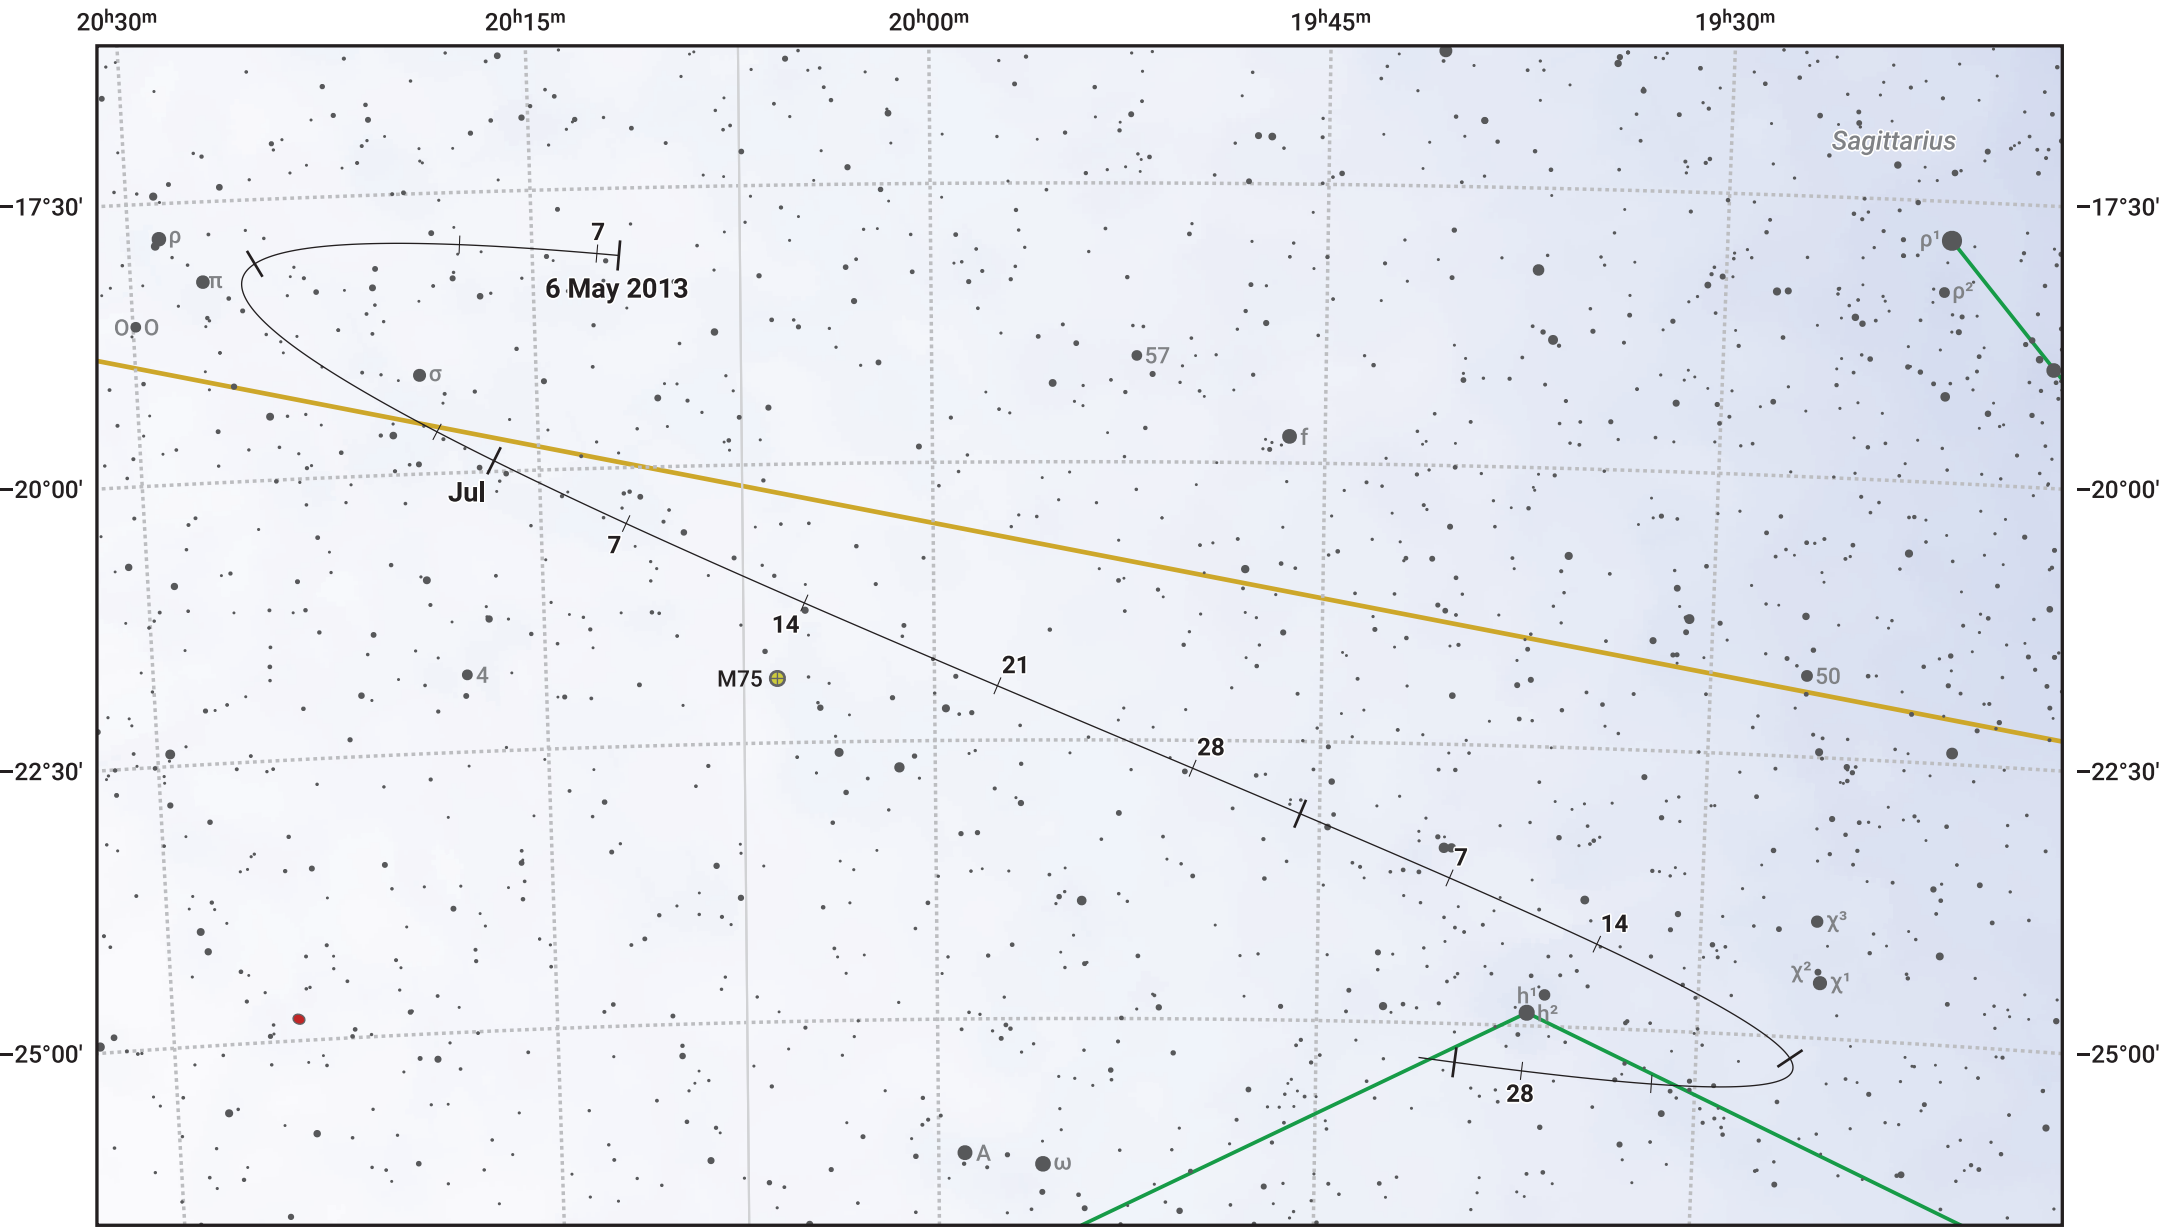 20ʰ30ᵐ 20ʰ15ᵐ 20ʰ00ᵐ 19ʰ45ᵐ 19ʰ30ᵐ
Sagittarius
−17°30' −17°30'
ρ 7 ρ¹
π 6 May 2013 ρ²
O O
57
σ
f
Jul −20°00' −20°00'
7
14
21
M75 4 50
28
−22°30' −22°30'
7
14 χ³
χ² χ¹
h¹ h²
−25°00' −25°00'
28
A ω